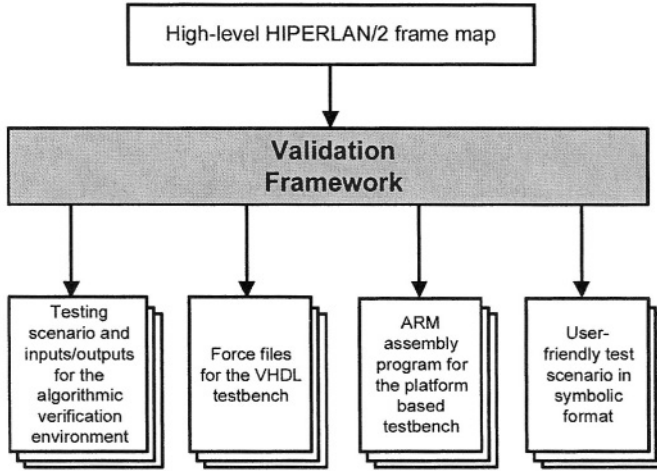 High-level HIPERLAN/2 frame map
Validation
Framework
Testing
scenario and
inputs/outputs
for the
algorithmic
verification
environment
Force files
for the VHDL
testbench
ARM
assembly
program for
the platform
based
testbench
User-
friendly test
scenario in
symbolic
format